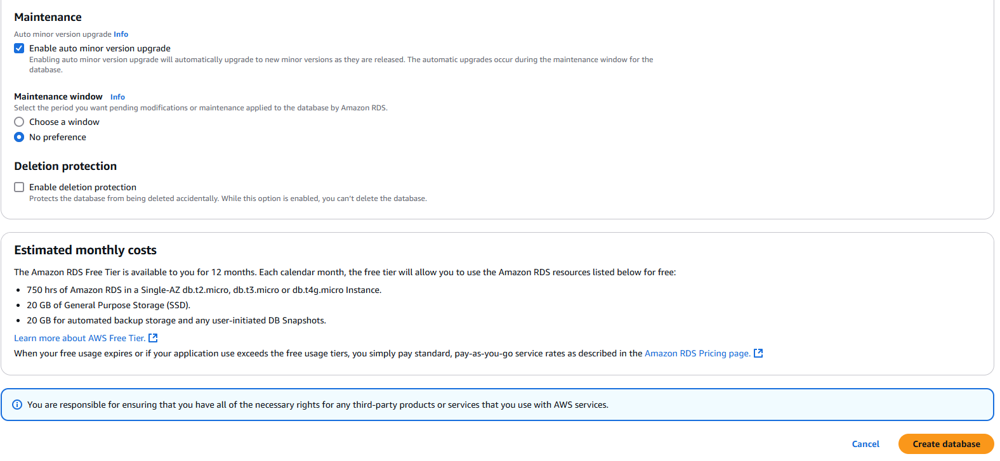 Maintenance
Auto minor version upgrade Info
Enable auto minor version upgrade
Enabling auto minor version upgrade will automatically upgrade to new minor versions as they are released. The automatic upgrades occur during the maintenance window for the
database.
Maintenance window Info
Select the period you want pending modifications or maintenance applied to the database by Amazon RDS.
Choose a window
No preference
Deletion protection
Enable deletion protection
Protects the database from being deleted accidentally. While this option is enabled, you can't delete the database.
Estimated monthly costs
The Amazon RDS Free Tier is available to you for 12 months. Each calendar month, the free tier will allow you to use the Amazon RDS resources listed below for free:
• 750 hrs of Amazon RDS in a Single-AZ db.t2.micro, db.t3.micro or db.t4g.micro Instance.
• 20 GB of General Purpose Storage (SSD).
• 20 GB for automated backup storage and any user-initiated DB Snapshots.
Learn more about AWS Free Tier.
When your free usage expires or if your application use exceeds the free usage tiers, you simply pay standard, pay-as-you-go service rates as described in the Amazon RDS Pricing page.
You are responsible for ensuring that you have all of the necessary rights for any third-party products or services that you use with AWS services.
Cancel Create database